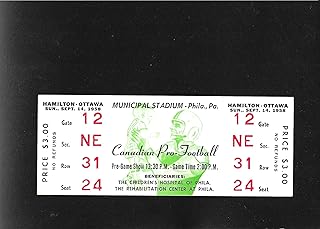 HAMILTON-OTTAWA
SUN., SEPT. 14, 1958
Gate 12
Sec. NE
Row 31
Seat 24
PRICE $3.00
NO REFUNDS
MUNICIPAL STADIUM - Phila., Pa.
Canadian Pro-Football
Pre-Game Show 12:30 P.M. - Game Time 2:00 P.M.
BENEFICIARIES:
THE CHILDREN'S HOSPITAL OF PHILA.
THE REHABILITATION CENTER AT PHILA.
HAMILTON-OTTAWA
SUN., SEPT. 14, 1958
Gate 12
Sec. NE
Row 31
Seat 24
PRICE $3.00
NO REFUNDS